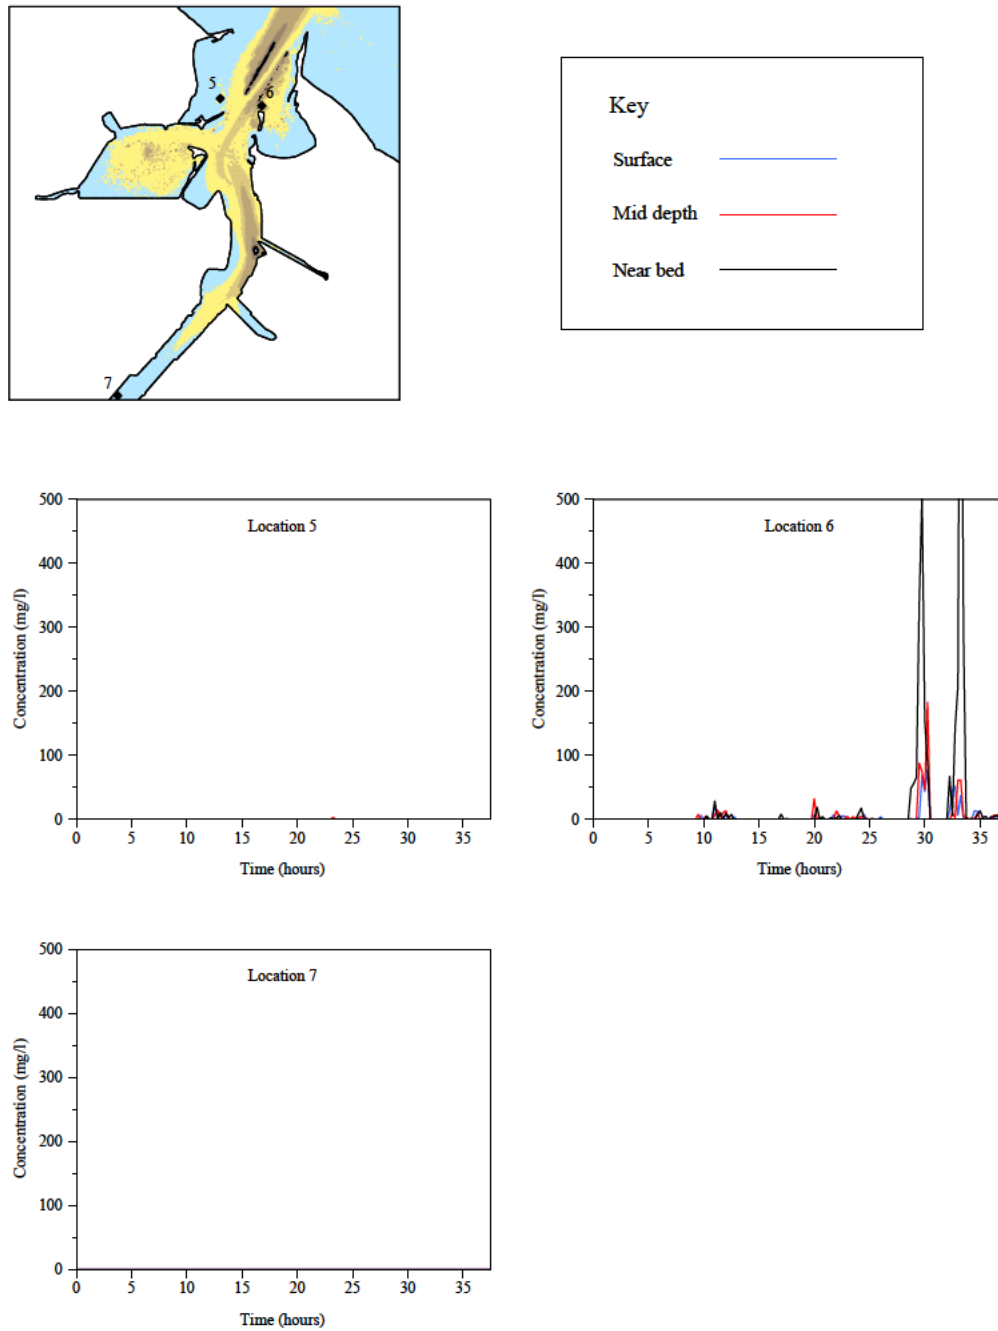 5
6
7
Key
Surface
Mid depth
Near bed
500
400
300
200
100
0
Concentration (mg/l)
Location 5
0 5 10 15 20 25 30 35
Time (hours)
500
400
300
200
100
0
Concentration (mg/l)
Location 6
0 5 10 15 20 25 30 35
Time (hours)
500
400
300
200
100
0
Concentration (mg/l)
Location 7
0 5 10 15 20 25 30 35
Time (hours)